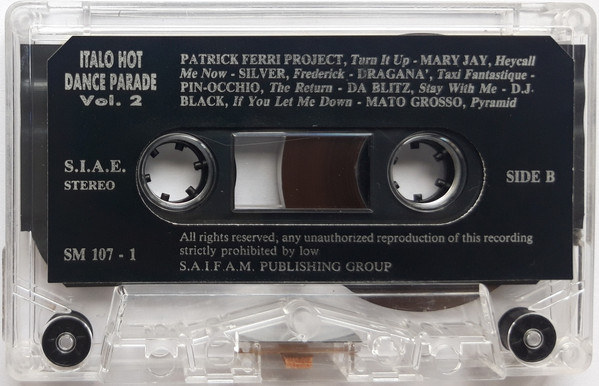 ITALO HOT
DANCE PARADE
Vol. 2
PATRICK FERRI PROJECT, Turn It Up - MARY JAY, Heycall
Me Now - SILVER, Frederick - DRAGANA', Taxi Fantastique -
PIN-OCCHIO, The Return - DA BLITZ, Stay With Me - D.J.
BLACK, If You Let Me Down - MATO GROSSO, Pyramid
S.I.A.E.
STEREO
SIDE B
SM 107 - 1
All rights reserved, any unauthorized reproduction of this recording
strictly prohibited by low
S.A.I.F.A.M. PUBLISHING GROUP